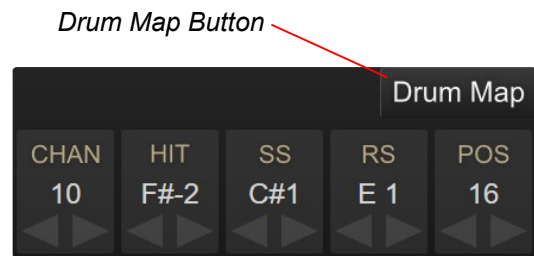 Drum Map Button
Drum Map
CHAN HIT SS RS POS
10 F#-2 C#1 E 1 16